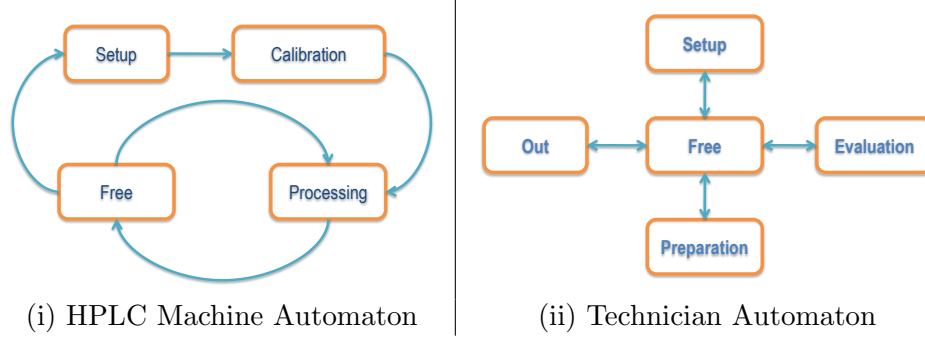 Setup
Calibration
Free
Processing
(i) HPLC Machine Automaton
Setup
Out
Free
Evaluation
Preparation
(ii) Technician Automaton